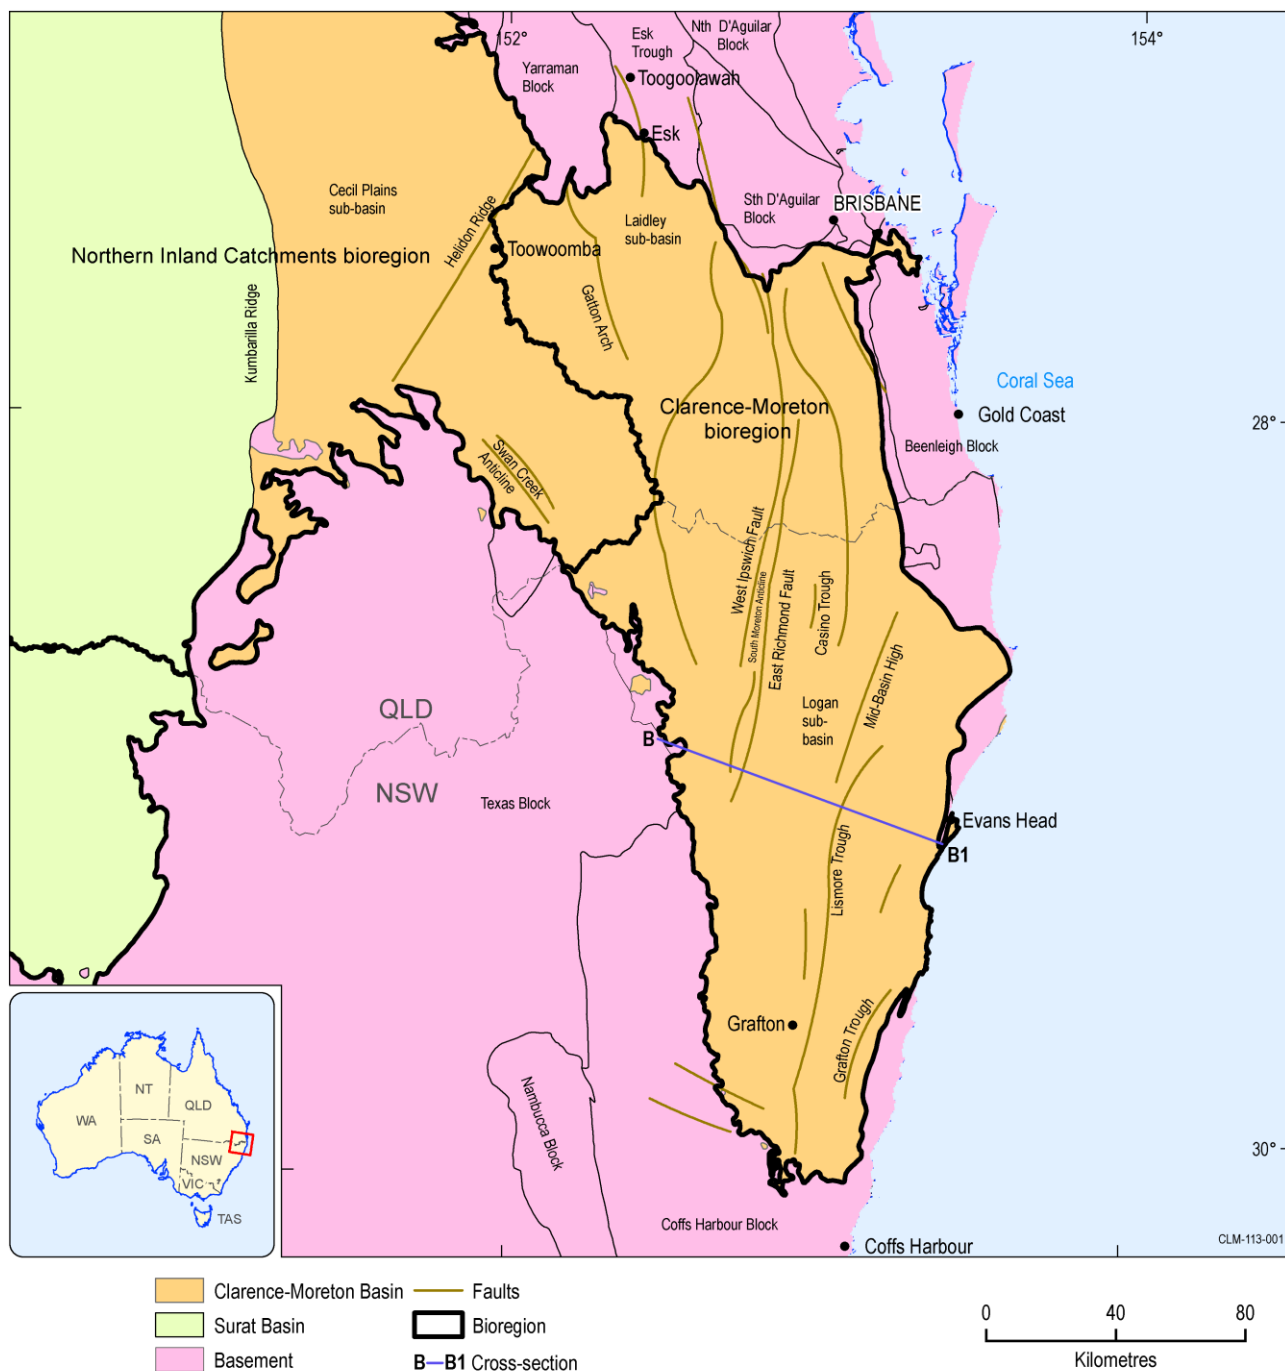 152°
154°
Nth D'Aguilar
Block
Esk
Trough
Yarraman
Block
Toogoolawah
Esk
Cecil Plains
sub-basin
Helidon Ridge
Laidley
sub-basin
Sth D'Aguilar
Block
BRISBANE
Northern Inland Catchments bioregion
Toowoomba
Kumbarilla Ridge
Gatton Arch
Coral Sea
Gold Coast
28°
Clarence-Moreton
bioregion
Beenleigh Block
Swan Creek
Anticline
West Ipswich Fault
South Moreton Anticline
East Richmond Fault
Casino Trough
Mid-Basin High
Logan
sub-
basin
QLD
NSW
B
Texas Block
Evans Head
B1
Lismore Trough
Grafton
Grafton Trough
Nambucca Block
30°
Coffs Harbour Block
Coffs Harbour
CLM-113-001
NT
QLD
WA
SA
NSW
VIC
TAS
Clarence-Moreton Basin
Surat Basin
Basement
Faults
Bioregion
B—B1 Cross-section
0 40 80
Kilometres